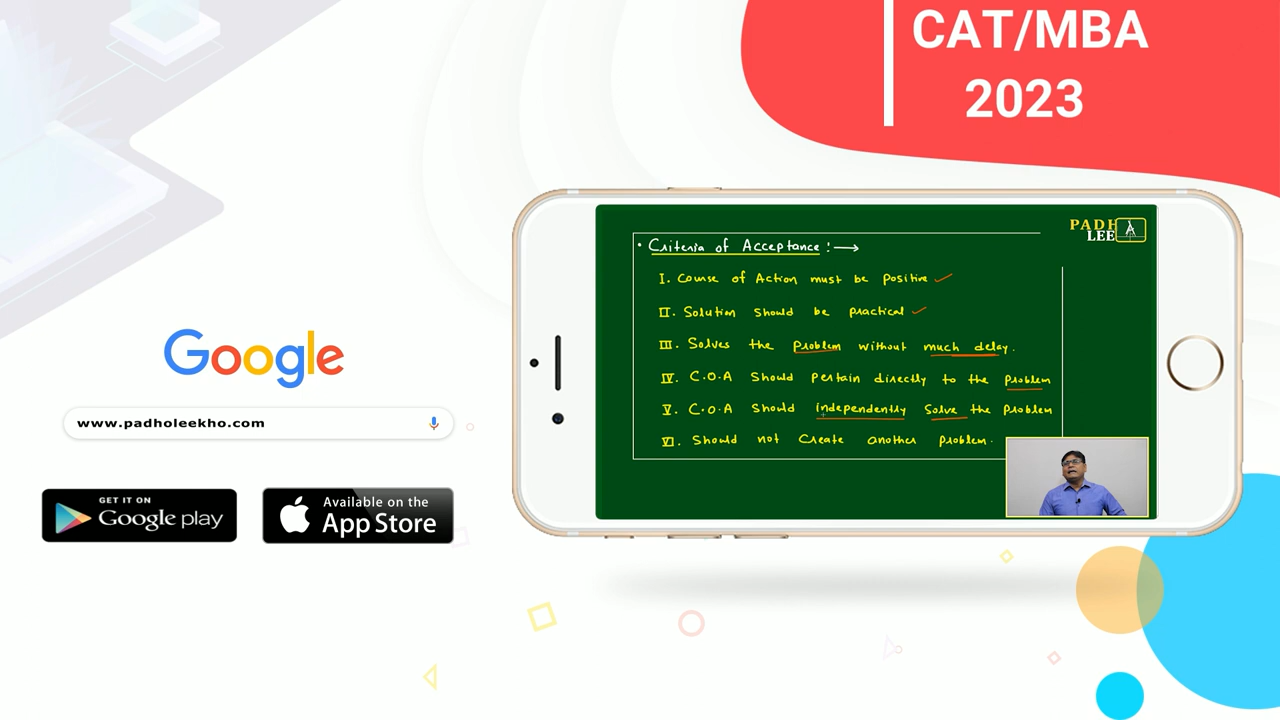 CAT/MBA
2023
PADH
LEE
• Criteria of Acceptance :→
I. Course of Action must be positive
II. Solution should be practical
III. Solves the problem without much delay.
IV. C.O.A should pertain directly to the problem
V. C.O.A should independently solve the problem
VI. Should not create another problem.
Google
www.padholeekho.com
GET IT ON
Google play
Available on the
App Store